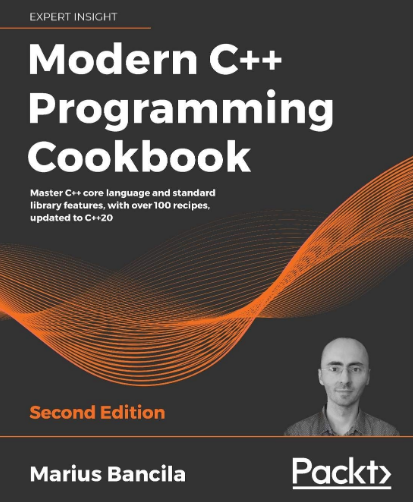 EXPERT INSIGHT
Modern C++
Programming
Cookbook
Master C++ core language and standard
library features, with over 100 recipes,
updated to C++20
Second Edition
Marius Bancila
Packt>